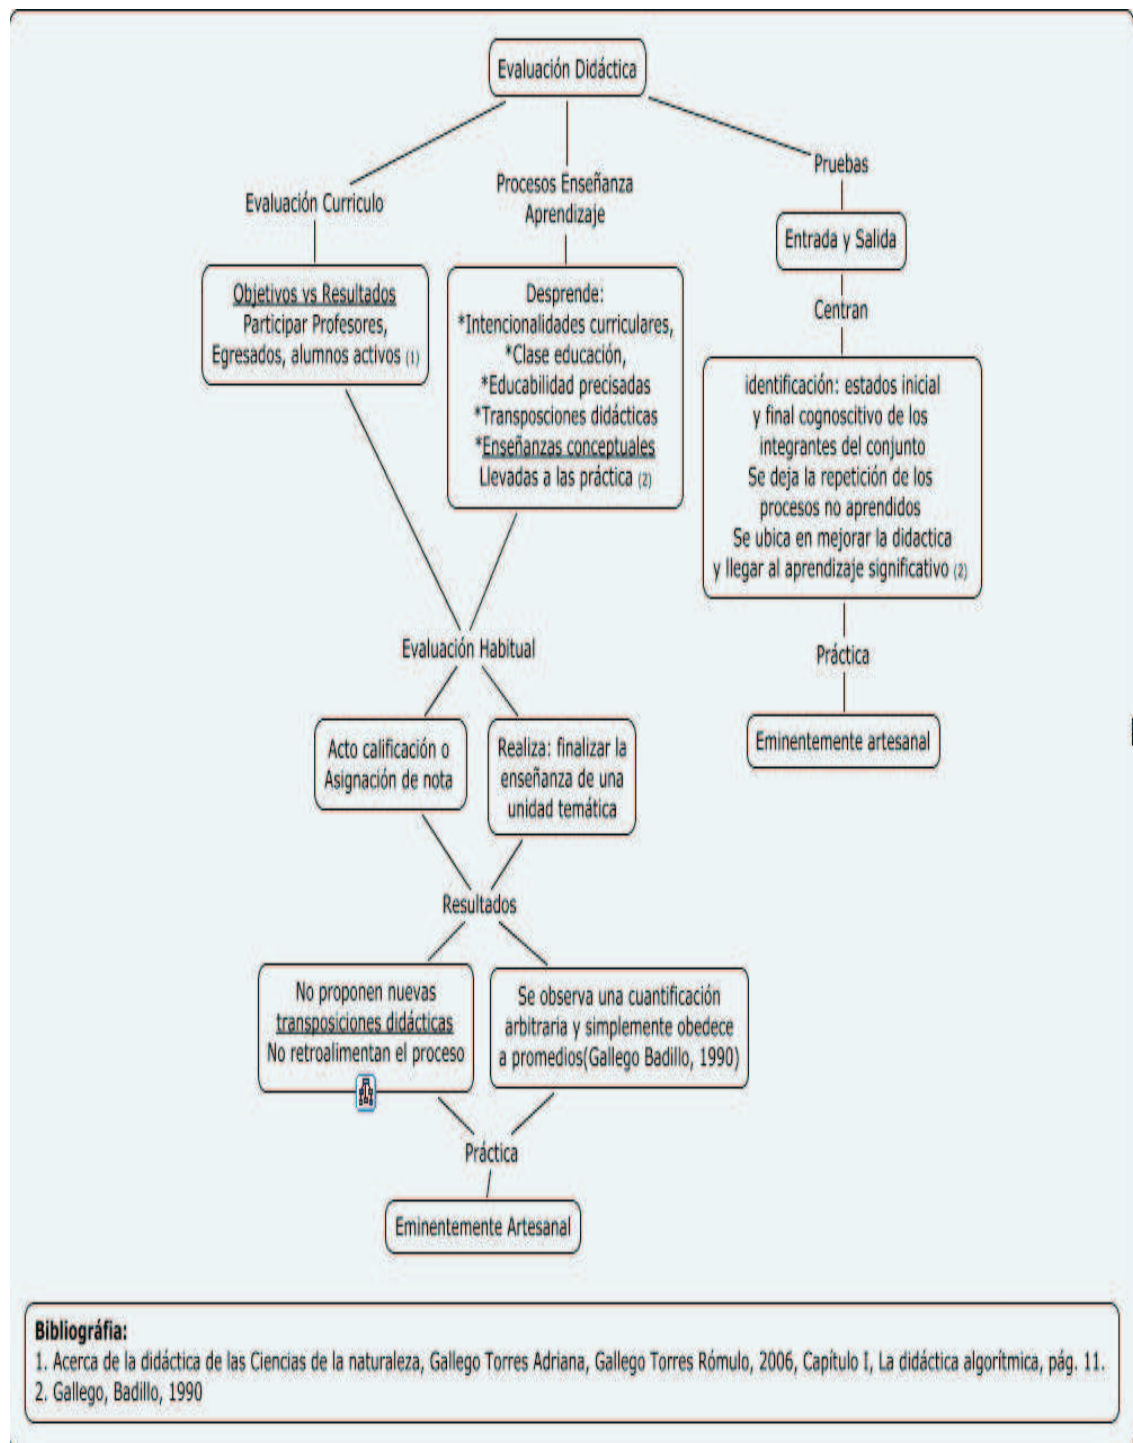 Evaluación Didáctica
Evaluación Curriculo
Procesos Enseñanza
Aprendizaje
Pruebas
Objetivos vs Resultados
Participar Profesores,
Egresados, alumnos activos (1)
Desprende:
*Intencionalidades curriculares,
*Clase educación,
*Educabilidad precisadas
*Transposciones didácticas
*Enseñanzas conceptuales
Llevadas a las práctica (2)
Entrada y Salida
Centran
identificación: estados inicial
y final cognoscitivo de los
integrantes del conjunto
Se deja la repetición de los
procesos no aprendidos
Se ubica en mejorar la didactica
y llegar al aprendizaje significativo (2)
Práctica
Eminentemente artesanal
Evaluación Habitual
Acto calificación o
Asignación de nota
Realiza: finalizar la
enseñanza de una
unidad temática
Resultados
No proponen nuevas
transposiciones didácticas
No retroalimentan el proceso
Se observa una cuantificación
arbitraria y simplemente obedece
a promedios(Gallego Badillo, 1990)
Práctica
Eminentemente Artesanal
Bibliográfia:
1. Acerca de la didáctica de las Ciencias de la naturaleza, Gallego Torres Adriana, Gallego Torres Rómulo, 2006, Capítulo I, La didáctica algorítmica, pág. 11.
2. Gallego, Badillo, 1990